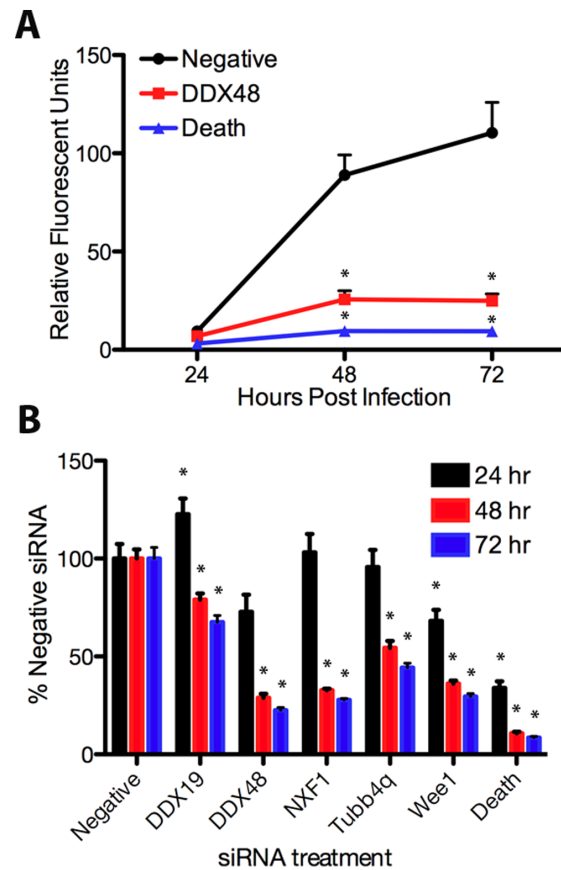 A
150
100
50
0
Relative Fluorescent Units
Negative
DDX48
Death
*
*
*
*
24
48
72
Hours Post Infection
B
150
100
50
0
% Negative siRNA
24 hr
48 hr
72 hr
*
* *
* *
* *
* *
*
* *
*
* *
Negative
DDX19
DDX48
NXF1
Tubb4q
Wee1
Death
siRNA treatment